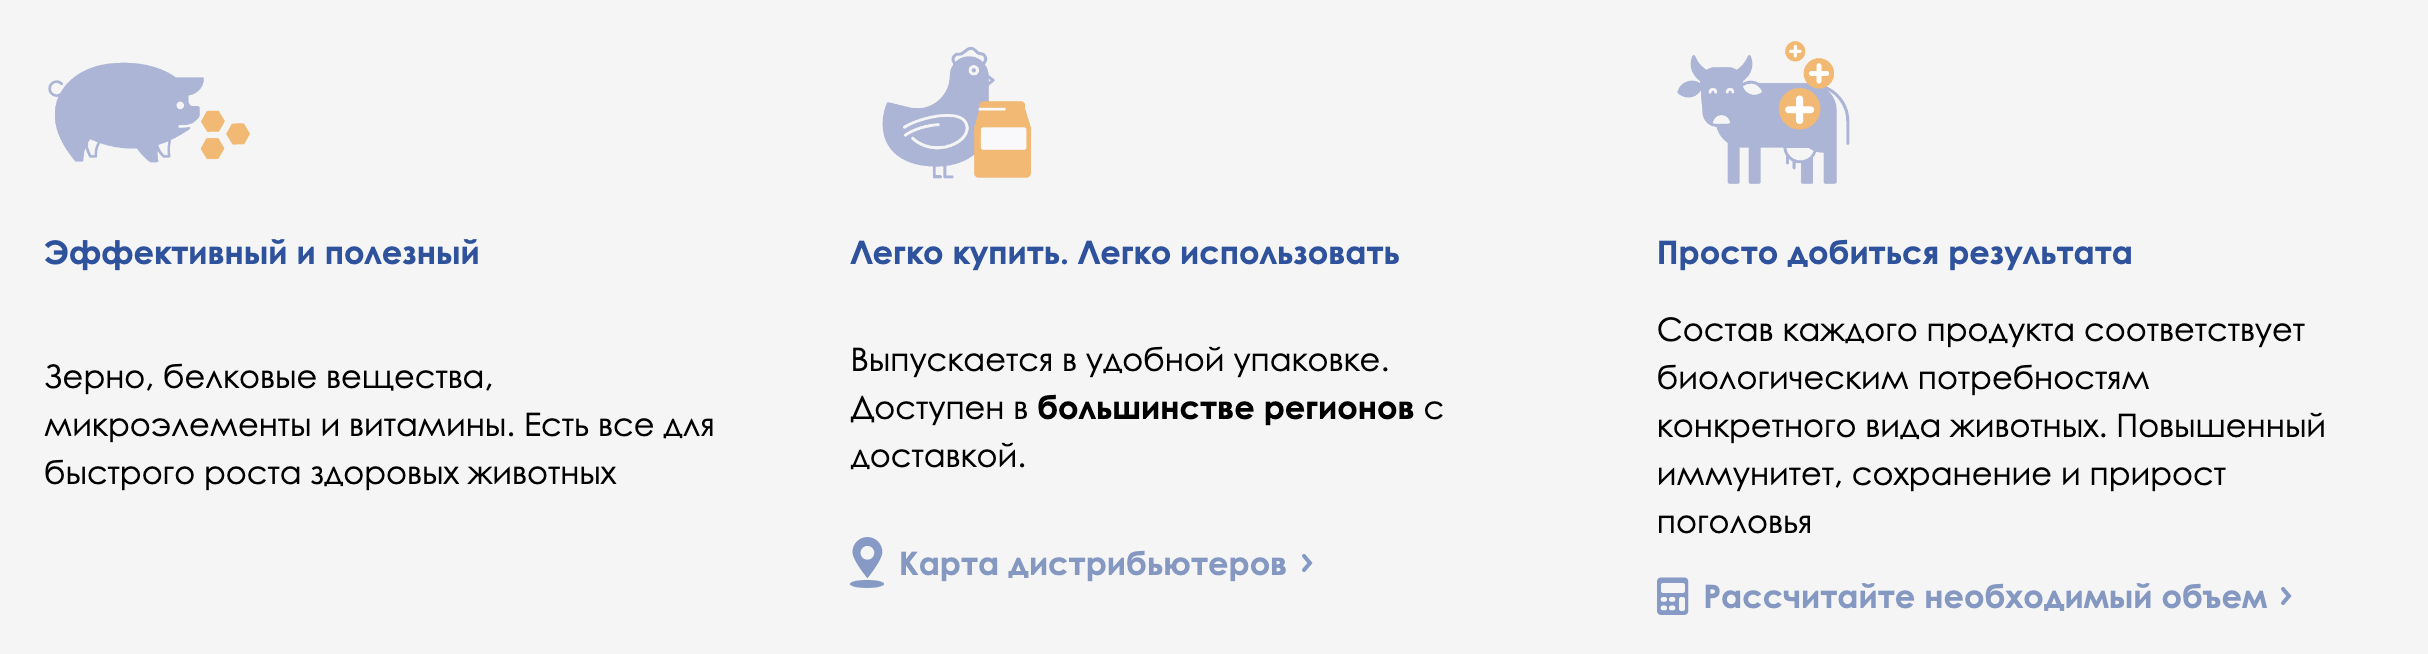 Эффективный и полезный
Зерно, белковые вещества,
микроэлементы и витамины. Есть все для
быстрого роста здоровых животных
Легко купить. Легко использовать
Выпускается в удобной упаковке.
Доступен в большинстве регионов с
доставкой.
Карта дистрибьютеров ›
Просто добиться результата
Состав каждого продукта соответствует
биологическим потребностям
конкретного вида животных. Повышенный
иммунитет, сохранение и прирост
поголовья
Рассчитайте необходимый объем ›